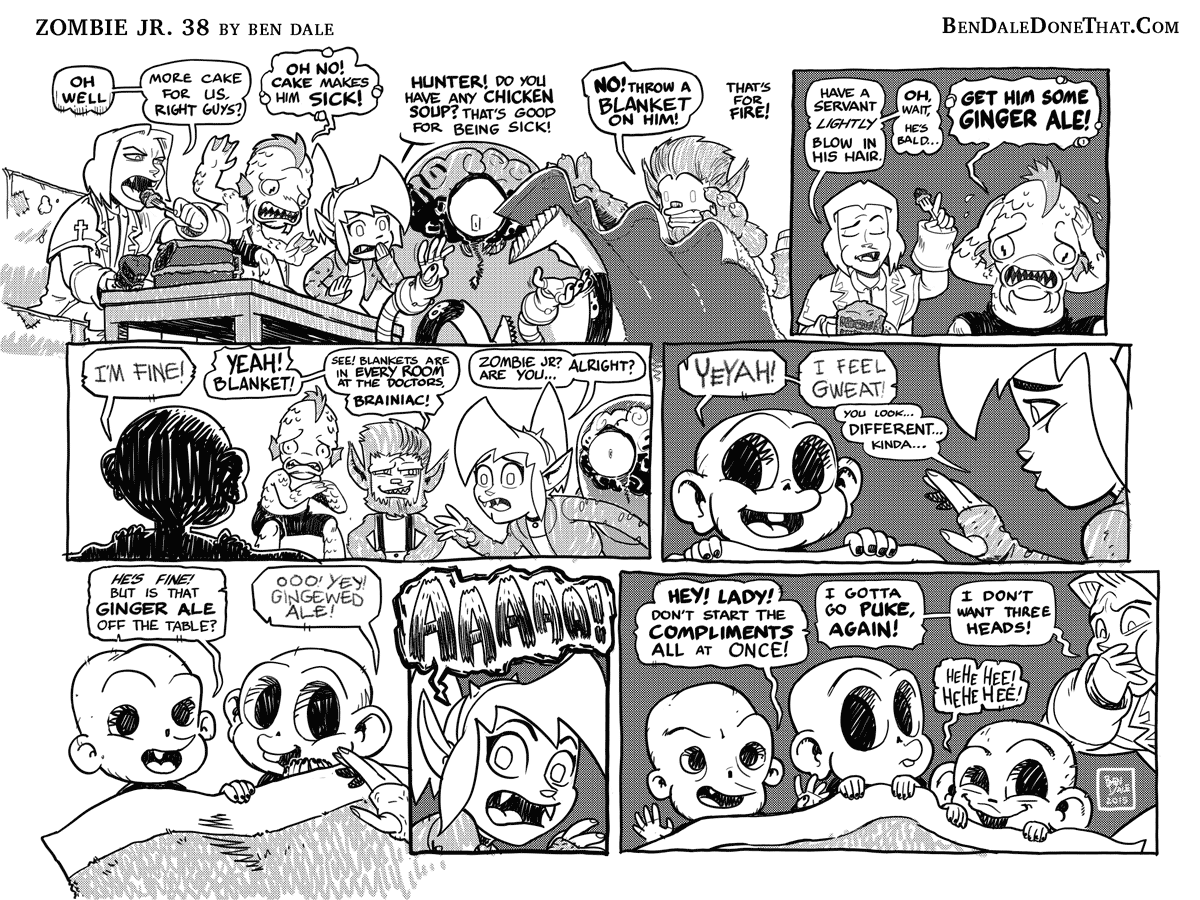 ZOMBIE JR. 38 BY BEN DALE
BENDALEDONETHAT.COM
OH
WELL
MORE CAKE
FOR US.
RIGHT GUYS?
OH NO!
CAKE MAKES
HIM SICK!
HUNTER! DO YOU
HAVE ANY CHICKEN
SOUP? THAT'S GOOD
FOR BEING SICK!
NO! THROW A
BLANKET
ON HIM!
THAT'S
FOR
FIRE!
HAVE A
SERVANT
LIGHTLY
BLOW IN
HIS HAIR.
OH,
WAIT,
HE'S
BALD...
GET HIM SOME
GINGER ALE!
I'M FINE!
YEAH!
BLANKET!
SEE! BLANKETS ARE
IN EVERY ROOM
AT THE DOCTORS,
BRAINIAC!
ZOMBIE JR?
ARE YOU...
ALRIGHT?
YEYAH!
I FEEL
GWEAT!
YOU LOOK...
DIFFERENT...
KINDA...
HE'S FINE!
BUT IS THAT
GINGER ALE
OFF THE TABLE?
OOO! YEY!
GINGEWED
ALE!
AAAAA!!
HEY! LADY!
DON'T START THE
COMPLIMENTS
ALL AT ONCE!
I GOTTA
GO PUKE,
AGAIN!
I DON'T
WANT THREE
HEADS!
HEHE HEE!
HEHE HEE!
BEN
DALE
2015